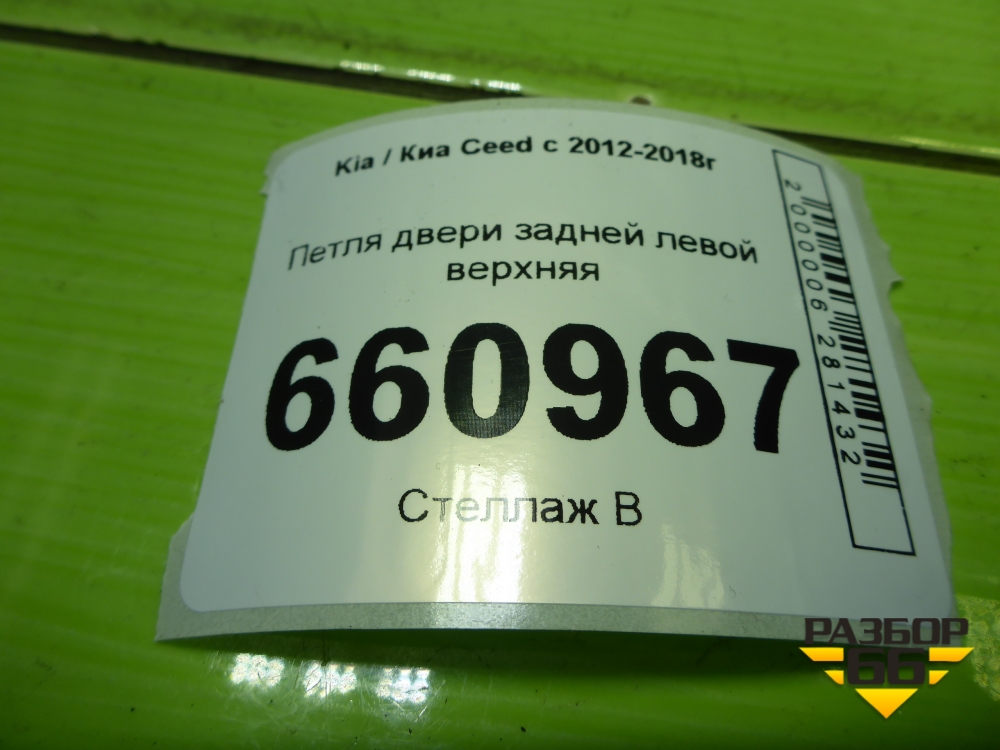 Kia / Киа Ceed с 2012-2018г
Петля двери задней левой
верхняя
660967
Стеллаж В
2000006281432
РАЗБОР
66